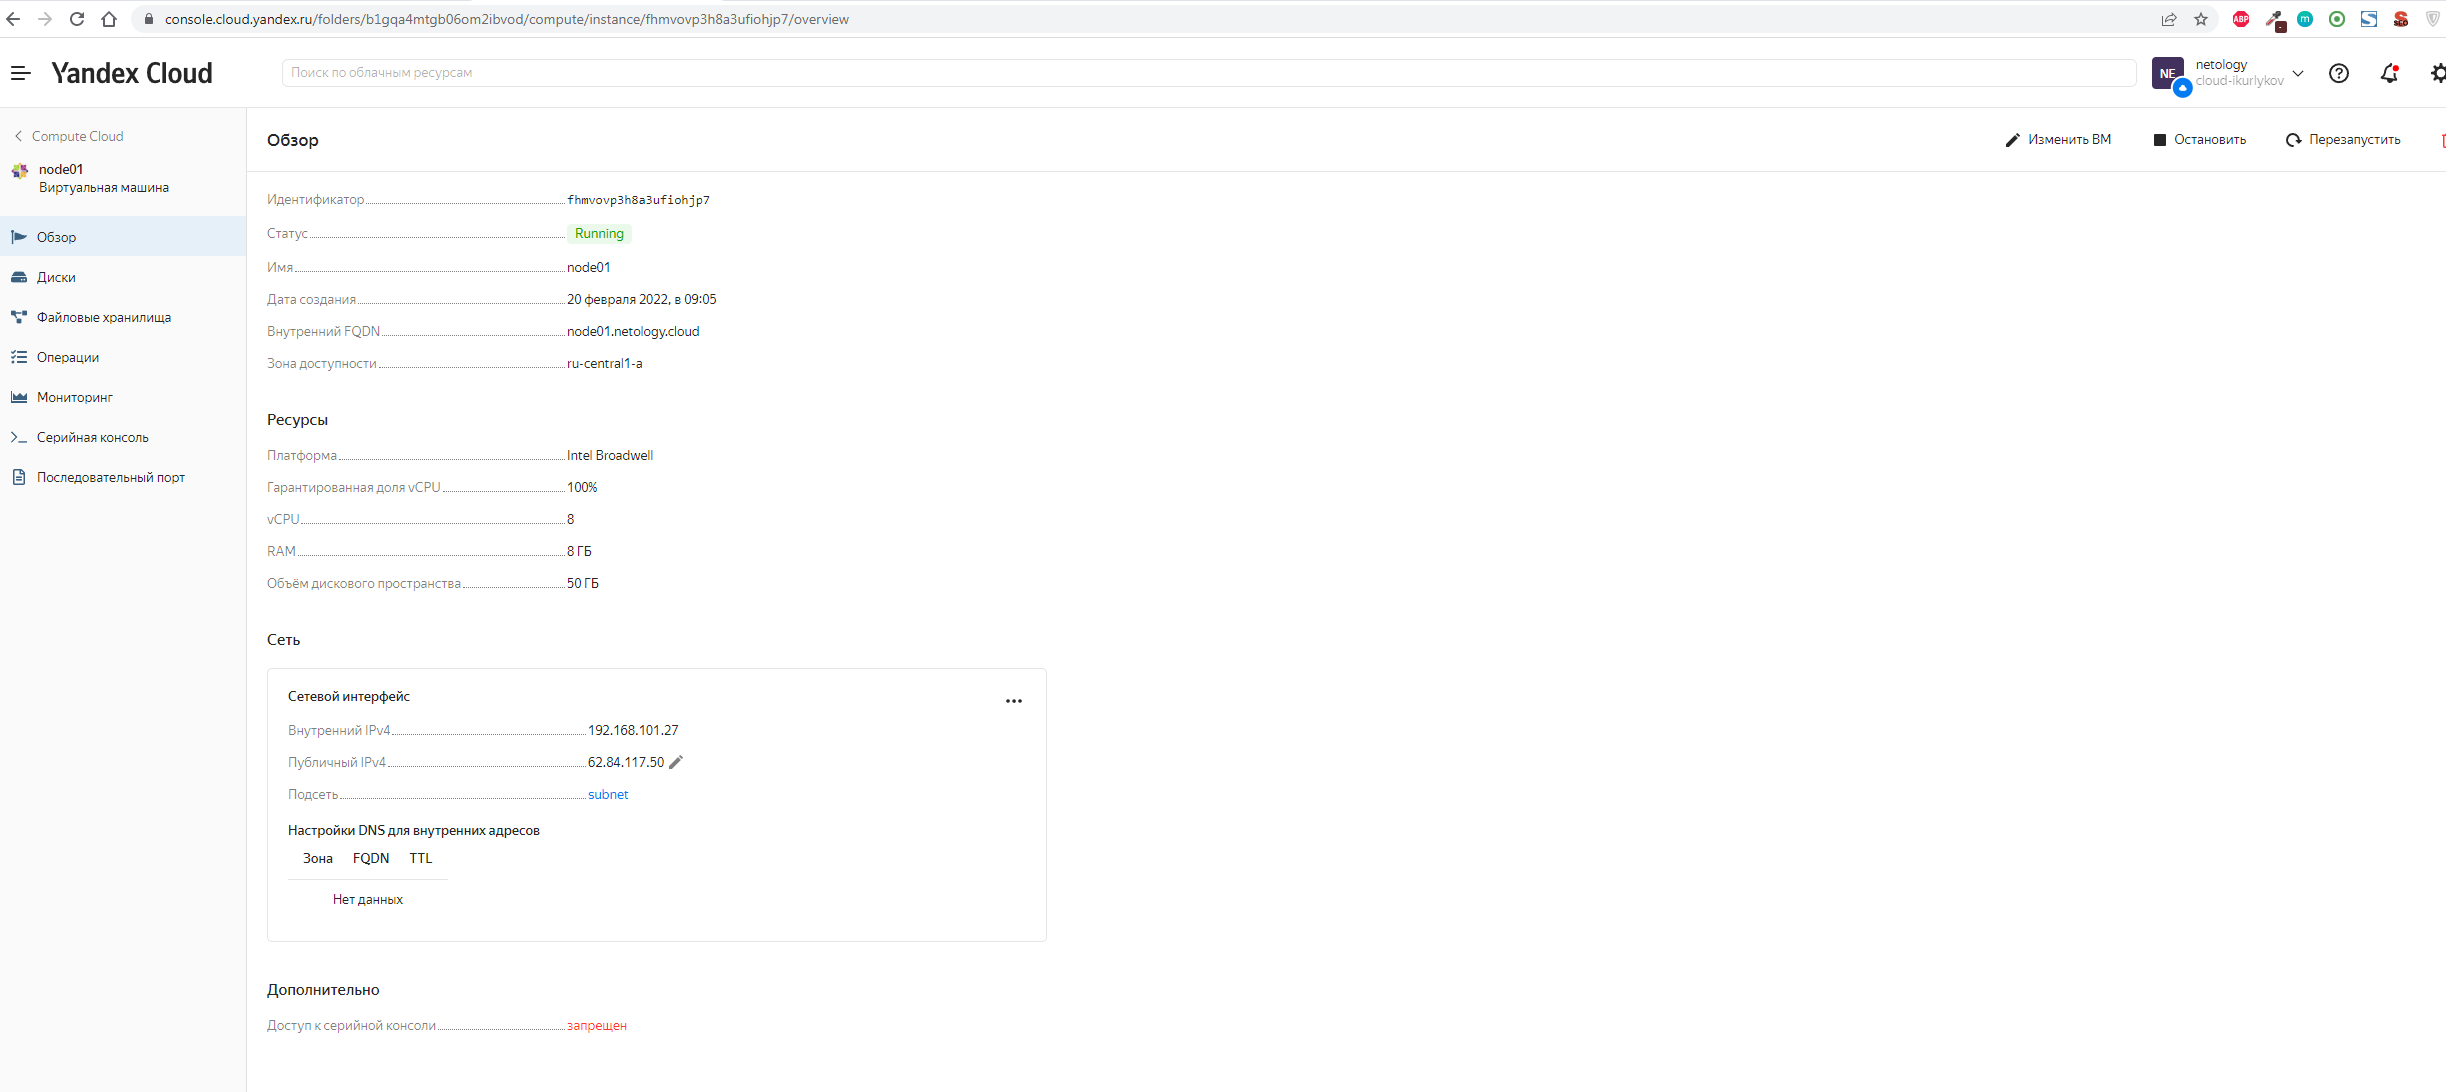 console.cloud.yandex.ru/folders/b1gqa4mtgb06om2ibvod/compute/instance/fhmvovp3h8a3ufiohjp7/overview
ABP
m
SEO
Yandex Cloud
Поиск по облачным ресурсам
NE
netology
cloud-ikurlykov
Compute Cloud
node01
Виртуальная машина
Обзор
Диски
Файловые хранилища
Операции
Мониторинг
Серийная консоль
Последовательный порт
Обзор
Изменить ВМ
Остановить
Перезапустить
Идентификатор fhmvovp3h8a3ufiohjp7
Статус Running
Имя node01
Дата создания 20 февраля 2022, в 09:05
Внутренний FQDN node01.netology.cloud
Зона доступности ru-central1-a
Ресурсы
Платформа Intel Broadwell
Гарантированная доля vCPU 100%
vCPU 8
RAM 8 ГБ
Объём дискового пространства 50 ГБ
Сеть
Сетевой интерфейс
Внутренний IPv4 192.168.101.27
Публичный IPv4 62.84.117.50
Подсеть subnet
Настройки DNS для внутренних адресов
Зона FQDN TTL
Нет данных
Дополнительно
Доступ к серийной консоли запрещен